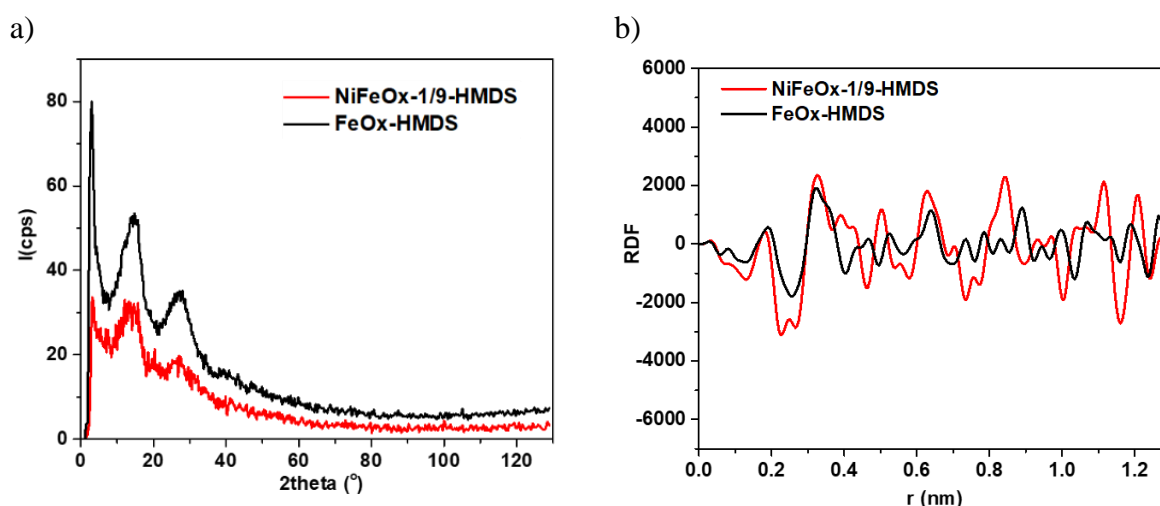 a)
b)
NiFeOx-1/9-HMDS
FeOx-HMDS
I(cps)
80
60
40
20
0
0 20 40 60 80 100 120
2theta (°)
NiFeOx-1/9-HMDS
FeOx-HMDS
RDF
6000
4000
2000
0
-2000
-4000
-6000
0.0 0.2 0.4 0.6 0.8 1.0 1.2
r (nm)